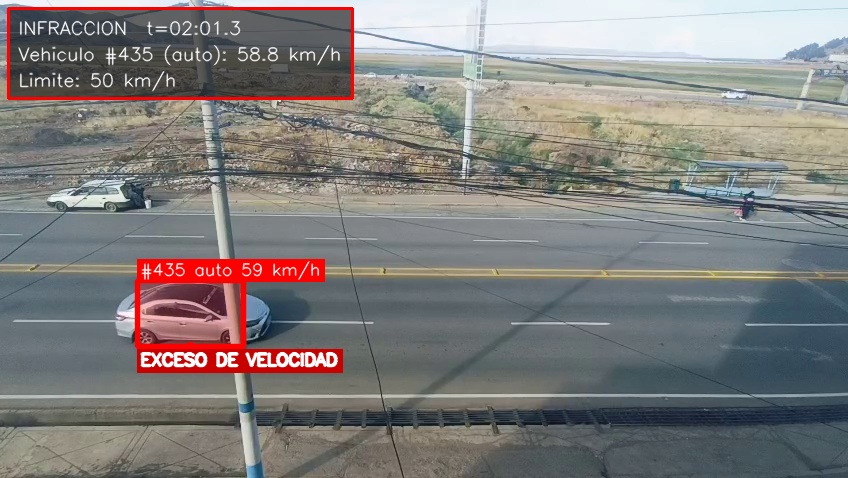 INFRACCION t=02:01.3
Vehiculo #435 (auto): 58.8 km/h
Limite: 50 km/h
#435 auto 59 km/h
EXCESO DE VELOCIDAD